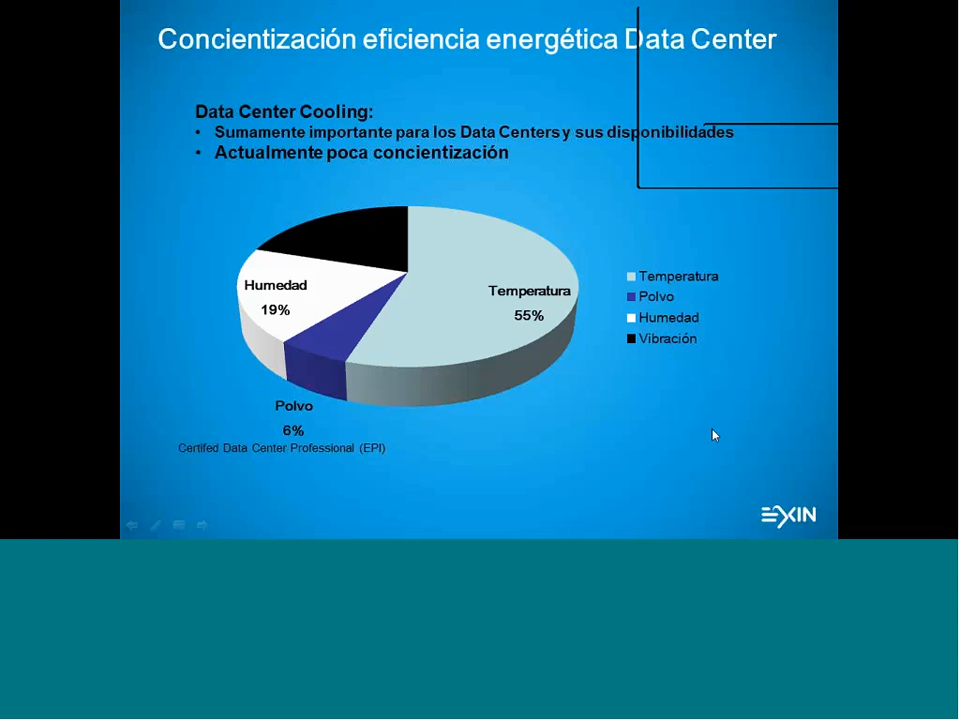 Concientización eficiencia energética Data Center
Data Center Cooling:
• Sumamente importante para los Data Centers y sus disponibilidades
• Actualmente poca concientización
Humedad
19%
Temperatura
55%
Polvo
6%
Temperatura
Polvo
Humedad
Vibración
Certifed Data Center Professional (EPI)
EXIN